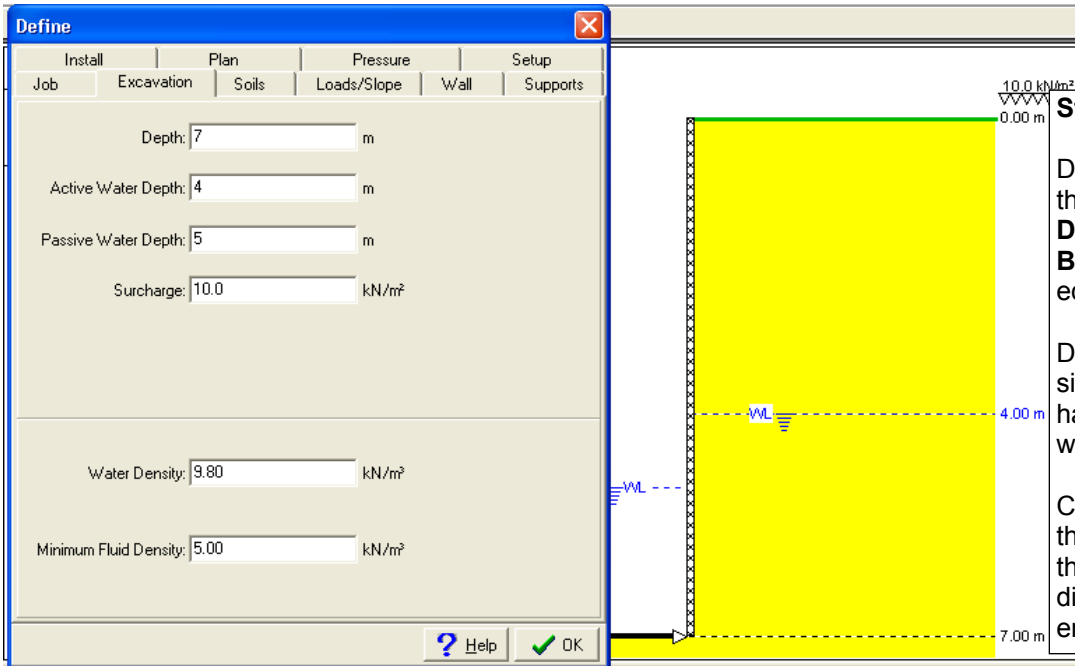 Define
Install Plan Pressure Setup
Job Excavation Soils Loads/Slope Wall Supports
Depth: 7 m
Active Water Depth: 4 m
Passive Water Depth: 5 m
Surcharge: 10.0 kN/m²
Water Density: 9.80 kN/m³
Minimum Fluid Density: 5.00 kN/m³
Help OK
10.0 kN/m²
0.00 m
WL 4.00 m
WL
7.00 m